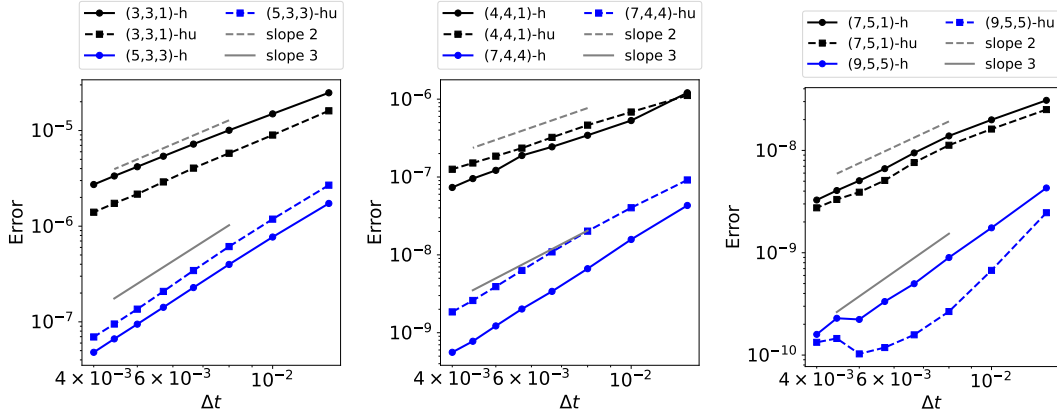 (3,3,1)-h
(3,3,1)-hu
(5,3,3)-h
(5,3,3)-hu
slope 2
slope 3
Error
10⁻⁵
10⁻⁶
10⁻⁷
4 × 10⁻³
6 × 10⁻³
10⁻²
Δt
(4,4,1)-h
(4,4,1)-hu
(7,4,4)-h
(7,4,4)-hu
slope 2
slope 3
Error
10⁻⁶
10⁻⁷
10⁻⁸
10⁻⁹
4 × 10⁻³
6 × 10⁻³
10⁻²
Δt
(7,5,1)-h
(7,5,1)-hu
(9,5,5)-h
(9,5,5)-hu
slope 2
slope 3
Error
10⁻⁸
10⁻⁹
10⁻¹⁰
4 × 10⁻³
6 × 10⁻³
10⁻²
Δt